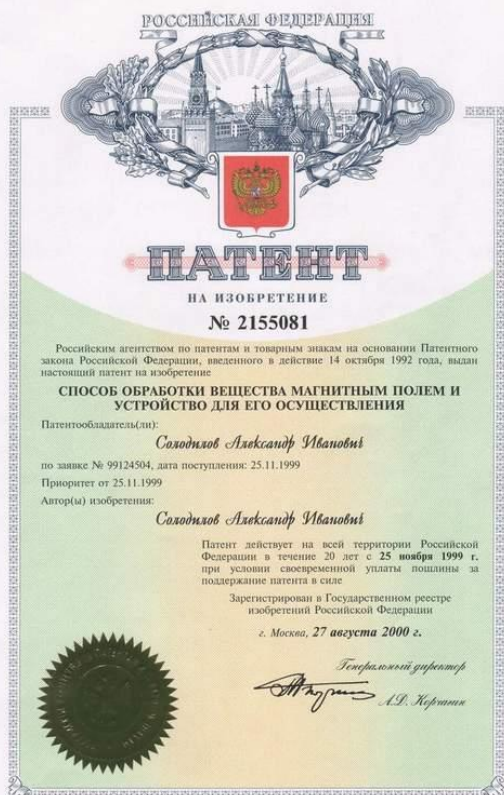 РОССИЙСКАЯ ФЕДЕРАЦИЯ
ПАТЕНТ
НА ИЗОБРЕТЕНИЕ
№ 2155081
Российским агентством по патентам и товарным знакам на основании Патентного
закона Российской Федерации, введенного в действие 14 октября 1992 года, выдан
настоящий патент на изобретение
СПОСОБ ОБРАБОТКИ ВЕЩЕСТВА МАГНИТНЫМ ПОЛЕМ И
УСТРОЙСТВО ДЛЯ ЕГО ОСУЩЕСТВЛЕНИЯ
Патентообладатель(ли):
Солодилов Александр Иванович
по заявке № 99124504, дата поступления: 25.11.1999
Приоритет от 25.11.1999
Автор(ы) изобретения:
Солодилов Александр Иванович
Патент действует на всей территории Российской
Федерации в течение 20 лет с 25 ноября 1999 г.
при условии своевременной уплаты пошлины за
поддержание патента в силе
Зарегистрирован в Государственном реестре
изобретений Российской Федерации
г. Москва, 27 августа 2000 г.
Генеральный директор
А.Д. Корчагин